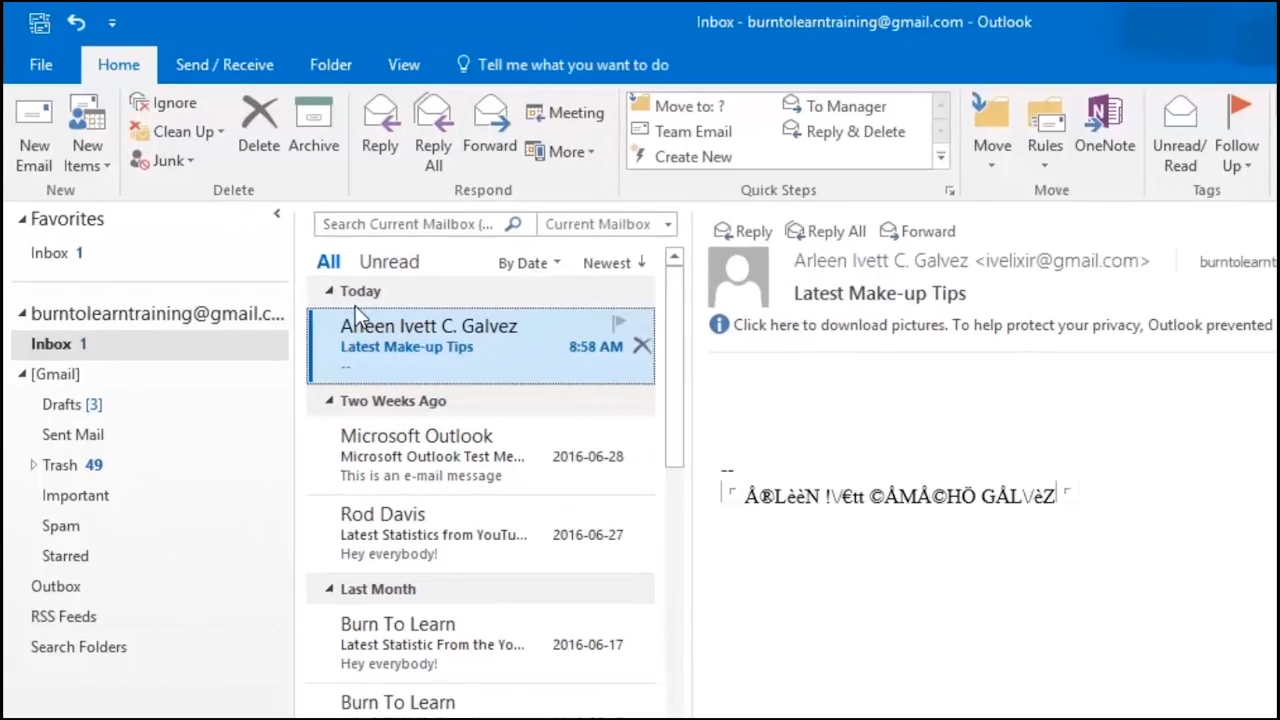 Inbox - burntolearntraining@gmail.com - Outlook
File Home Send / Receive Folder View Tell me what you want to do
New Email
New Items
New
Ignore
Clean Up
Junk
Delete
Archive
Delete
Reply
Reply All
Forward
Meeting
More
Respond
Move to: ?
Team Email
Create New
To Manager
Reply & Delete
Quick Steps
Move
Rules
OneNote
Move
Unread/ Read
Follow Up
Tags
Favorites
Inbox 1
burntolearntraining@gmail.c...
Inbox 1
[Gmail]
Drafts [3]
Sent Mail
Trash 49
Important
Spam
Starred
Outbox
RSS Feeds
Search Folders
Search Current Mailbox (... Current Mailbox
All Unread By Date Newest ↓
Today
Arleen Ivett C. Galvez
Latest Make-up Tips 8:58 AM
--
Two Weeks Ago
Microsoft Outlook
Microsoft Outlook Test Me... 2016-06-28
This is an e-mail message
Rod Davis
Latest Statistics from YouTu... 2016-06-27
Hey everybody!
Last Month
Burn To Learn
Latest Statistic From the Yo... 2016-06-17
Hey everybody!
Burn To Learn
Reply Reply All Forward
Arleen Ivett C. Galvez <ivelixir@gmail.com> burntolearnt
Latest Make-up Tips
Click here to download pictures. To help protect your privacy, Outlook prevented
--
Å®LèèN !\/€tt ©ÅMÂ©HÖ GÅL\/èZ